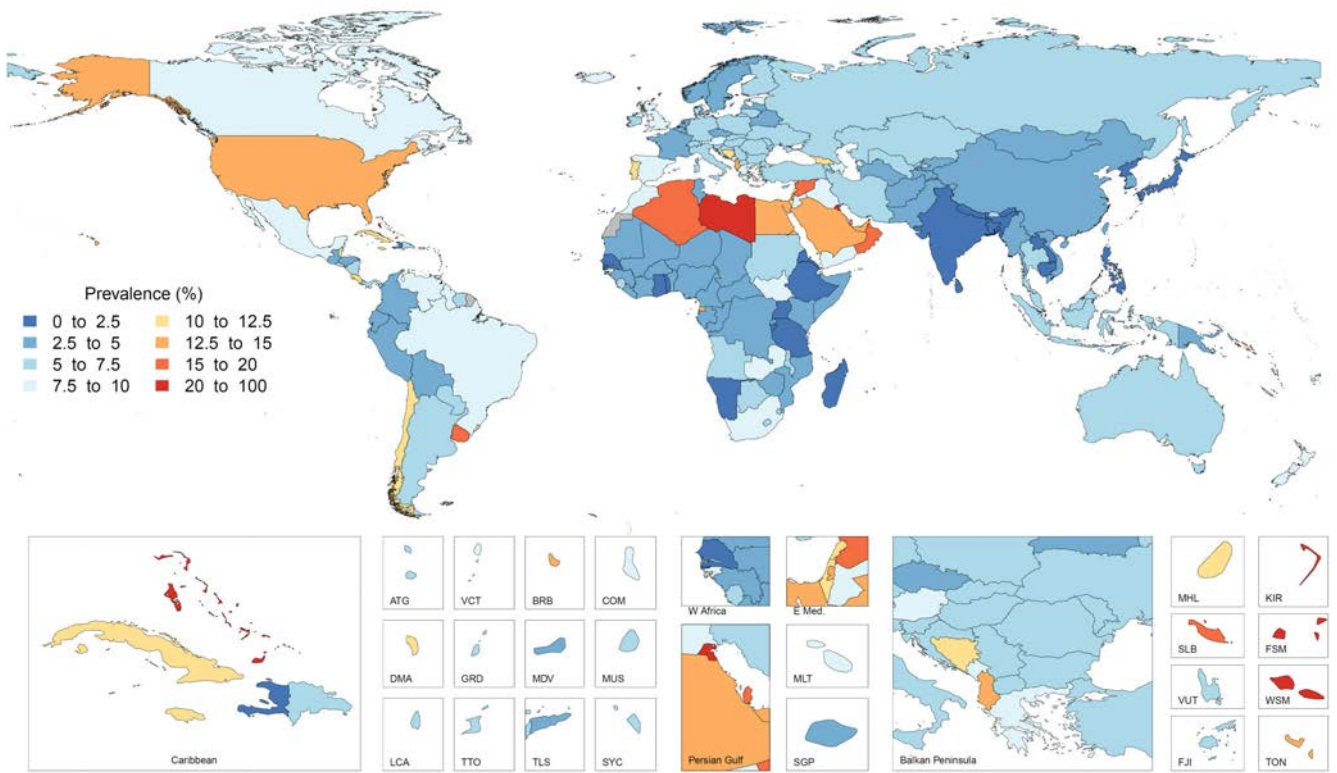 Prevalence (%)
0 to 2.5
2.5 to 5
5 to 7.5
7.5 to 10
10 to 12.5
12.5 to 15
15 to 20
20 to 100
Caribbean
ATG
VCT
BRB
COM
DMA
GRD
MDV
MUS
LCA
TTO
TLS
SYC
W Africa
E Med.
Persian Gulf
MLT
SGP
Balkan Peninsula
MHL
KIR
SLB
FSM
VUT
WSM
FJI
TON